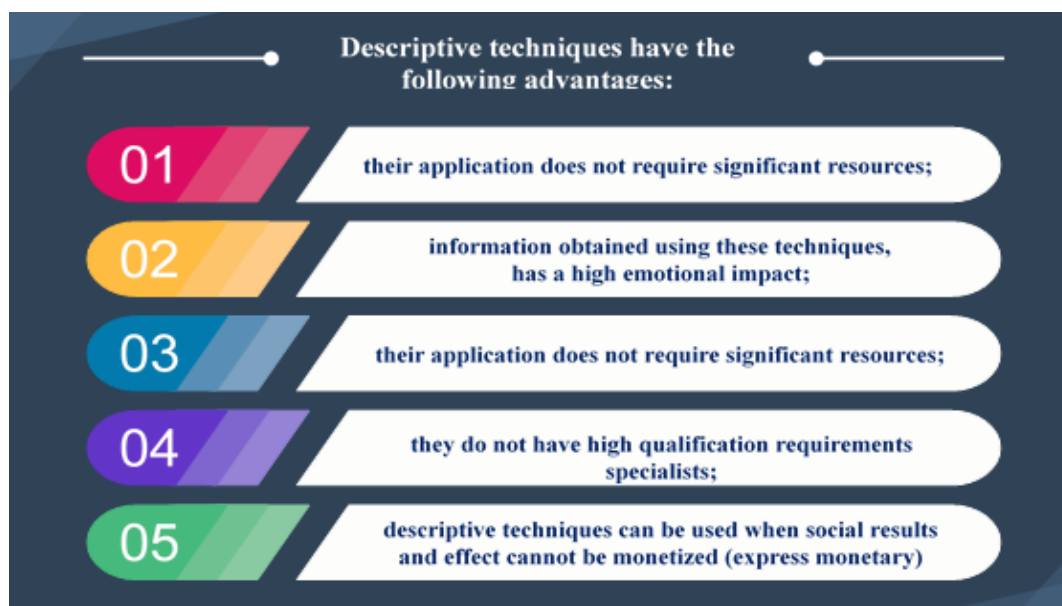 Descriptive techniques have the
following advantages:
01
their application does not require significant resources;
02
information obtained using these techniques,
has a high emotional impact;
03
their application does not require significant resources;
04
they do not have high qualification requirements
specialists;
05
descriptive techniques can be used when social results
and effect cannot be monetized (express monetary)